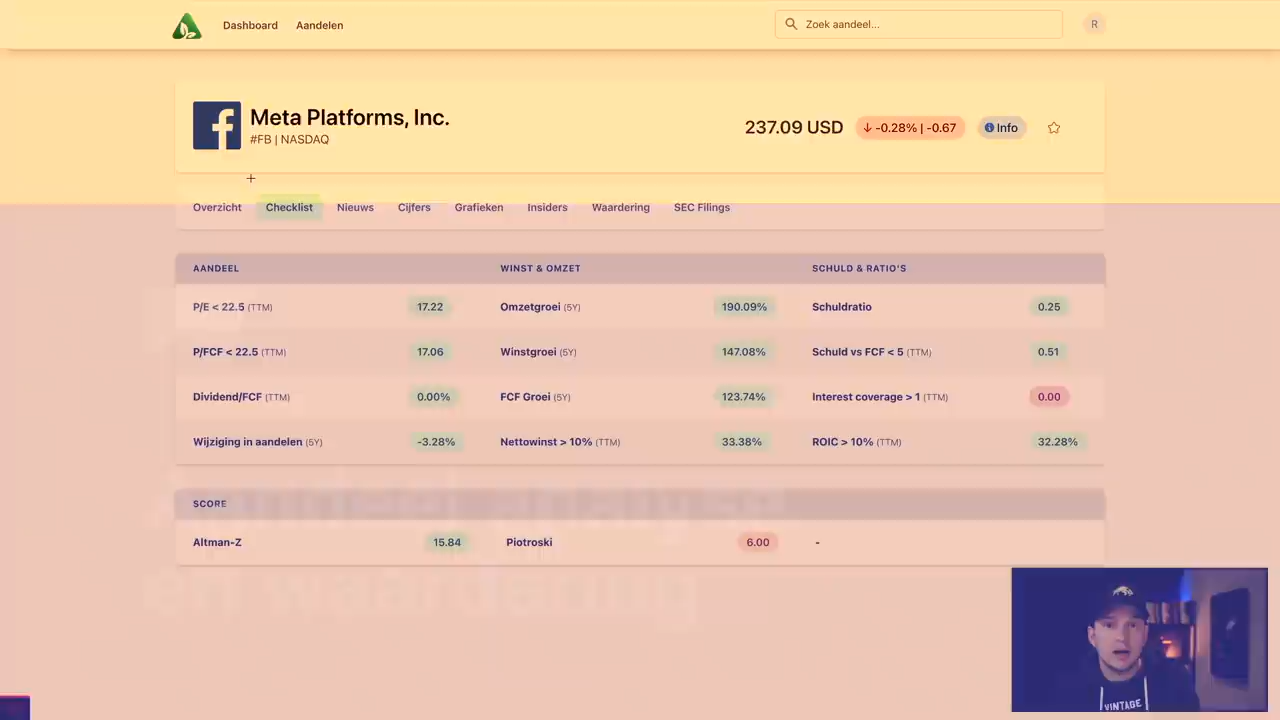 Dashboard Aandelen Zoek aandeel... R
Meta Platforms, Inc.
#FB | NASDAQ
237.09 USD -0.28% | -0.67 Info
Overzicht Checklist Nieuws Cijfers Grafieken Insiders Waardering SEC Filings
AANDEEL WINST & OMZET SCHULD & RATIO'S
P/E < 22.5 (TTM) 17.22 Omzetgroei (5Y) 190.09% Schuldratio 0.25
P/FCF < 22.5 (TTM) 17.06 Winstgroei (5Y) 147.08% Schuld vs FCF < 5 (TTM) 0.51
Dividend/FCF (TTM) 0.00% FCF Groei (5Y) 123.74% Interest coverage > 1 (TTM) 0.00
Wijziging in aandelen (5Y) -3.28% Nettowinst > 10% (TTM) 33.38% ROIC > 10% (TTM) 32.28%
SCORE
Altman-Z 15.84 Piotroski 6.00 -
en waardering
VINTAGE